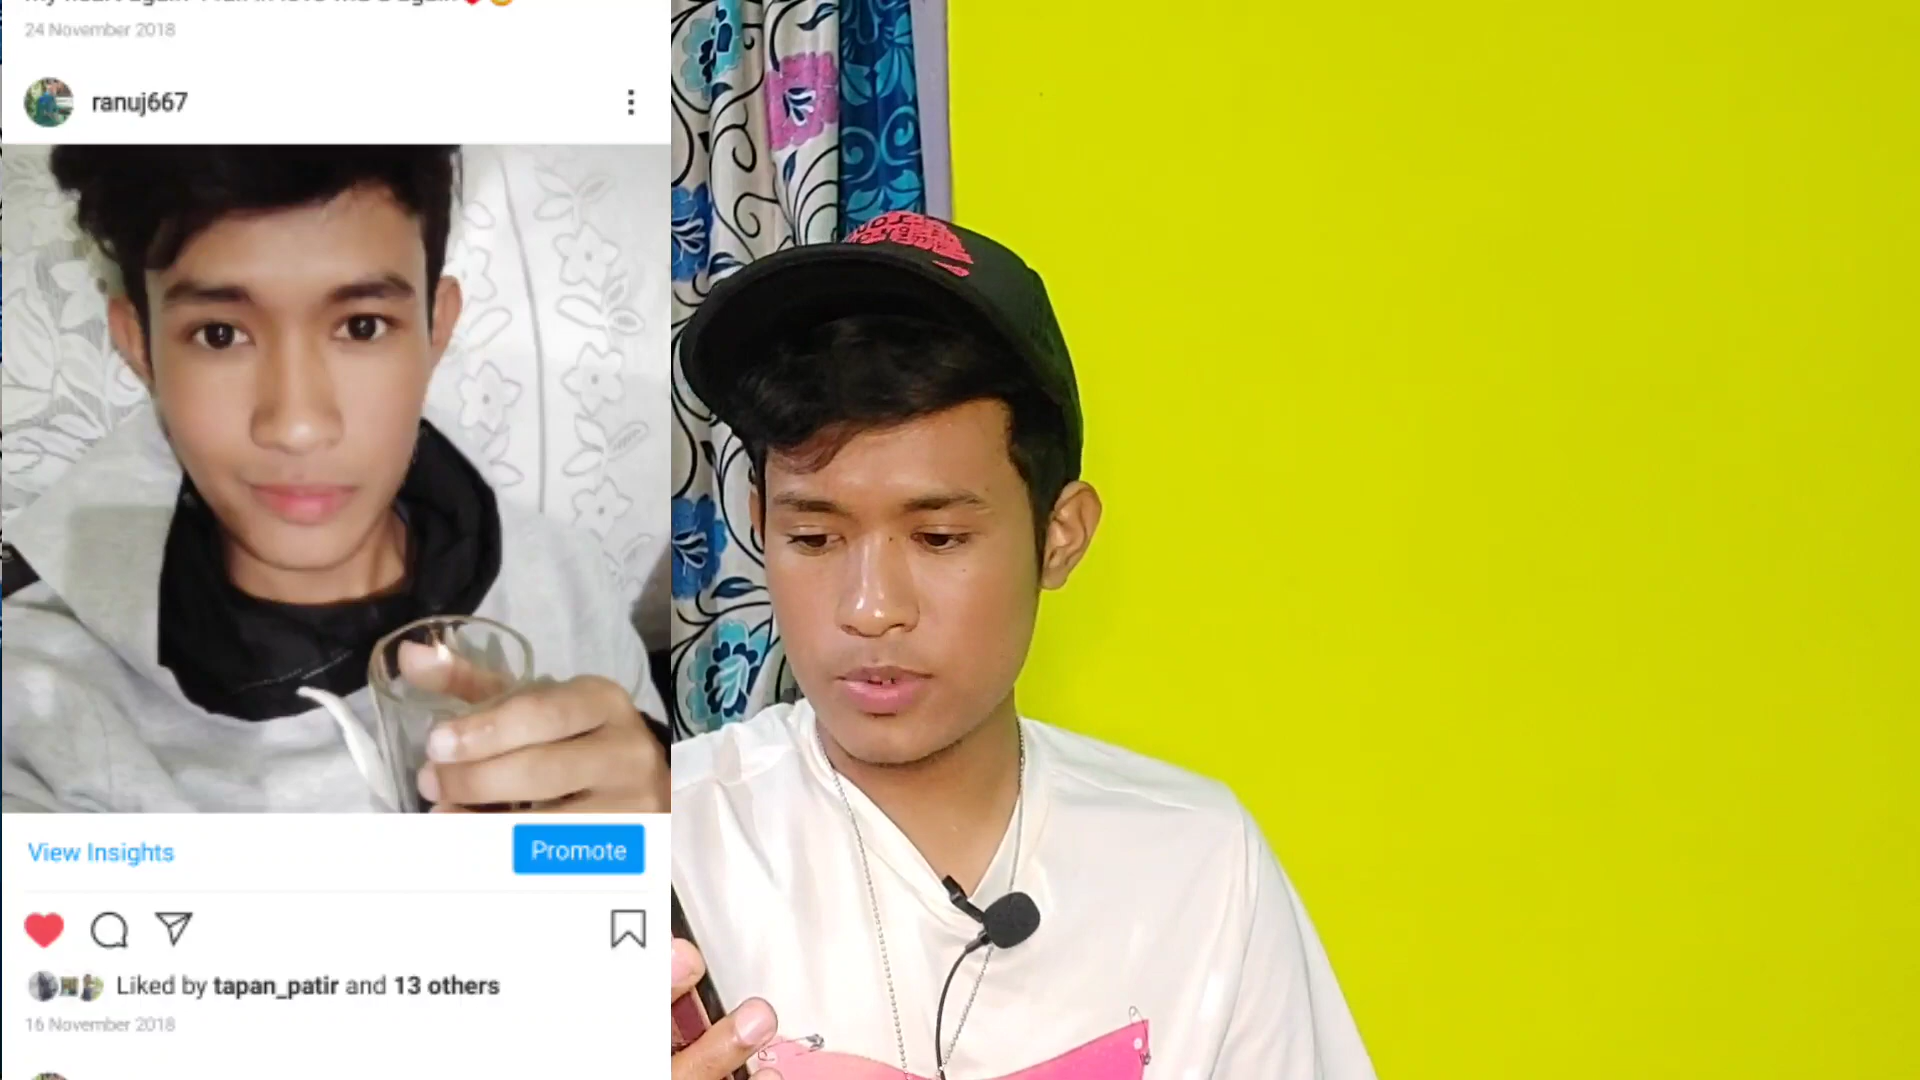 24 November 2018
ranuj667
View Insights
Promote
Liked by tapan_patir and 13 others
16 November 2018